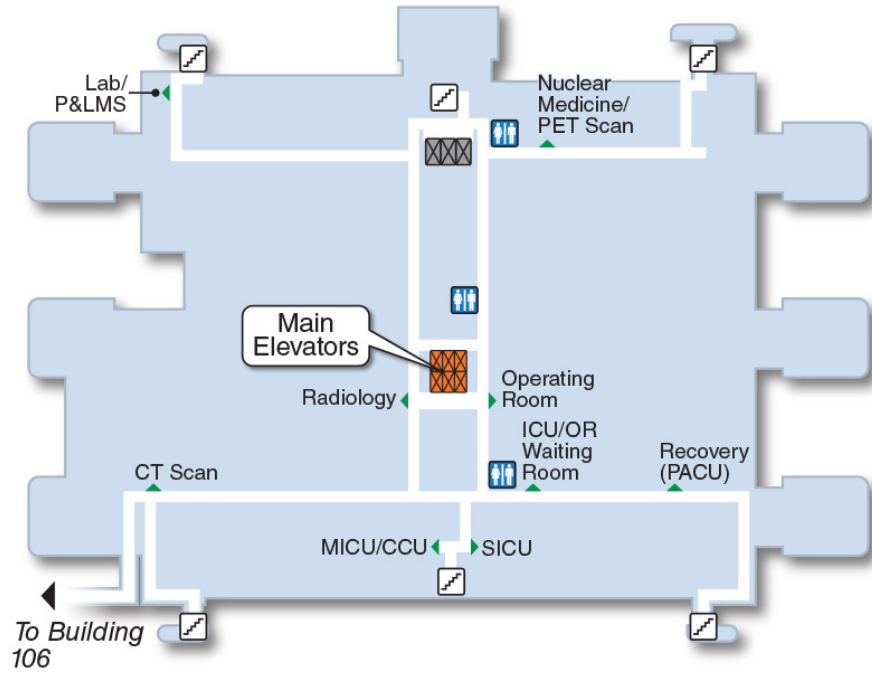 Lab/
P&LMS
Nuclear
Medicine/
PET Scan
Main
Elevators
Radiology
Operating
Room
ICU/OR
Waiting
Room
Recovery
(PACU)
CT Scan
MICU/CCU
SICU
To Building
106